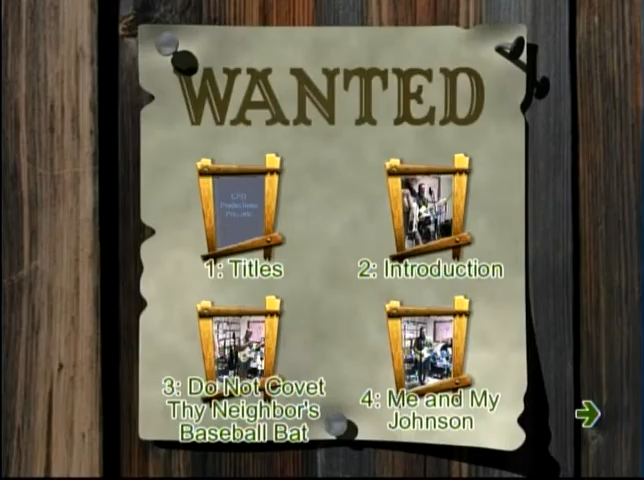 WANTED
1: Titles
2: Introduction
3: Do Not Covet
Thy Neighbor's
Baseball Bat
4: Me and My
Johnson